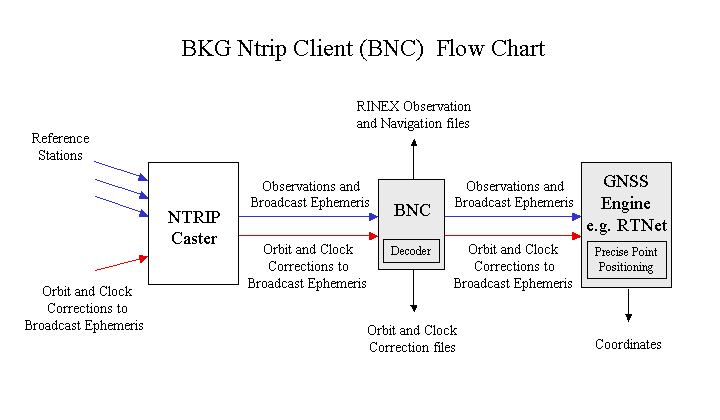 BKG Ntrip Client (BNC) Flow Chart
RINEX Observation
and Navigation files
Reference
Stations
NTRIP
Caster
Orbit and Clock
Corrections to
Broadcast Ephemeris
Observations and
Broadcast Ephemeris
Orbit and Clock
Corrections to
Broadcast Ephemeris
BNC
Decoder
Orbit and Clock
Correction files
Observations and
Broadcast Ephemeris
Orbit and Clock
Corrections to
Broadcast Ephemeris
GNSS
Engine
e.g. RTNet
Precise Point
Positioning
Coordinates